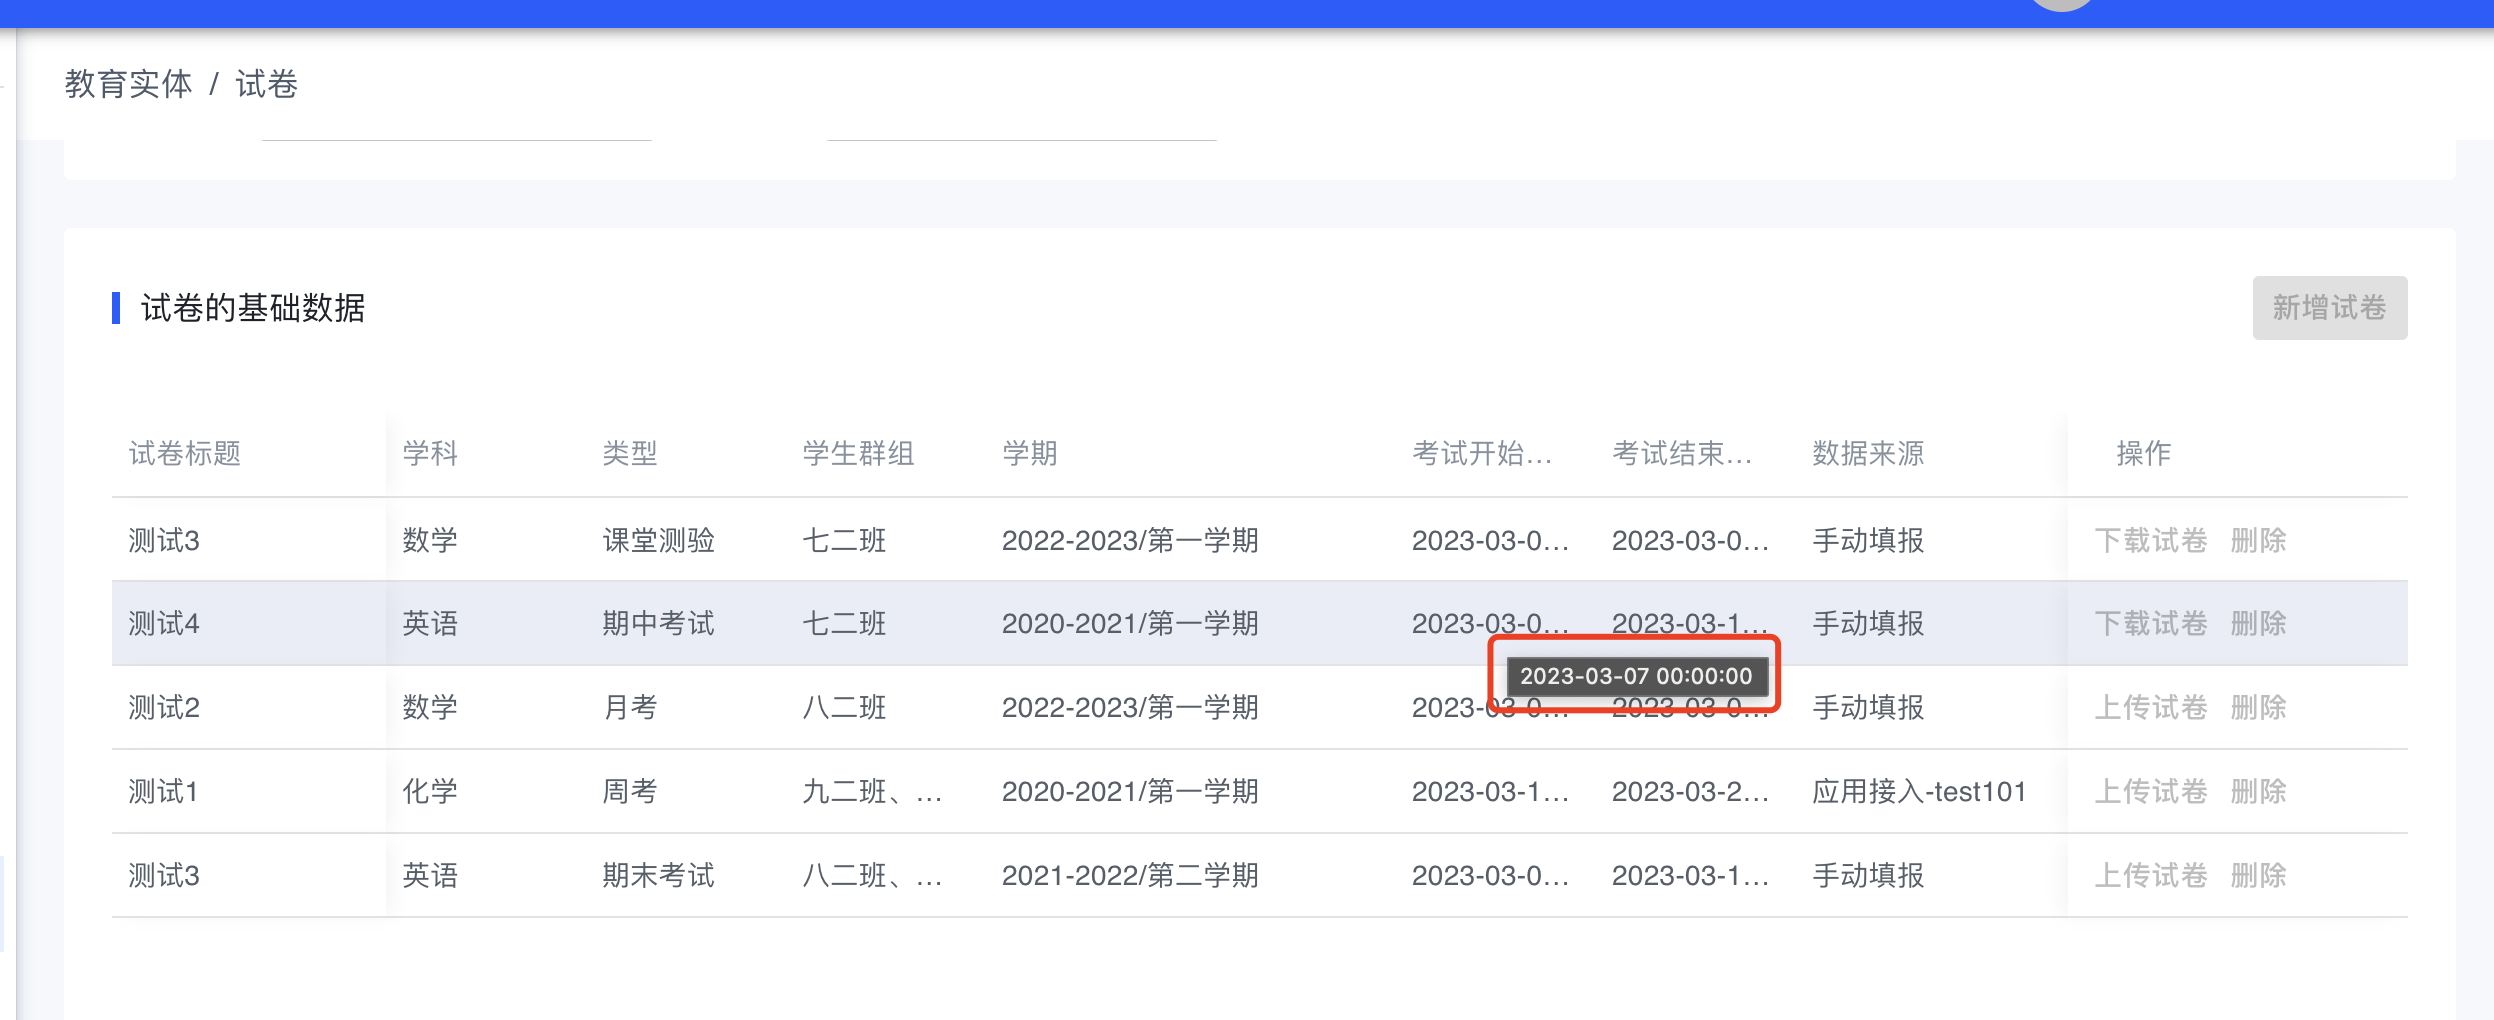 教育实体 / 试卷
试卷的基础数据
新增试卷
试卷标题 学科 类型 学生群组 学期 考试开始... 考试结束... 数据来源 操作
测试3 数学 课堂测验 七二班 2022-2023/第一学期 2023-03-0... 2023-03-0... 手动填报 下载试卷 删除
测试4 英语 期中考试 七二班 2020-2021/第一学期 2023-03-0... 2023-03-1... 手动填报 下载试卷 删除
2023-03-07 00:00:00
测试2 数学 月考 八二班 2022-2023/第一学期 2023-03-0... 2023-03-0... 手动填报 上传试卷 删除
测试1 化学 周考 九二班、... 2020-2021/第一学期 2023-03-1... 2023-03-2... 应用接入-test101 上传试卷 删除
测试3 英语 期末考试 八二班、... 2021-2022/第二学期 2023-03-0... 2023-03-1... 手动填报 上传试卷 删除